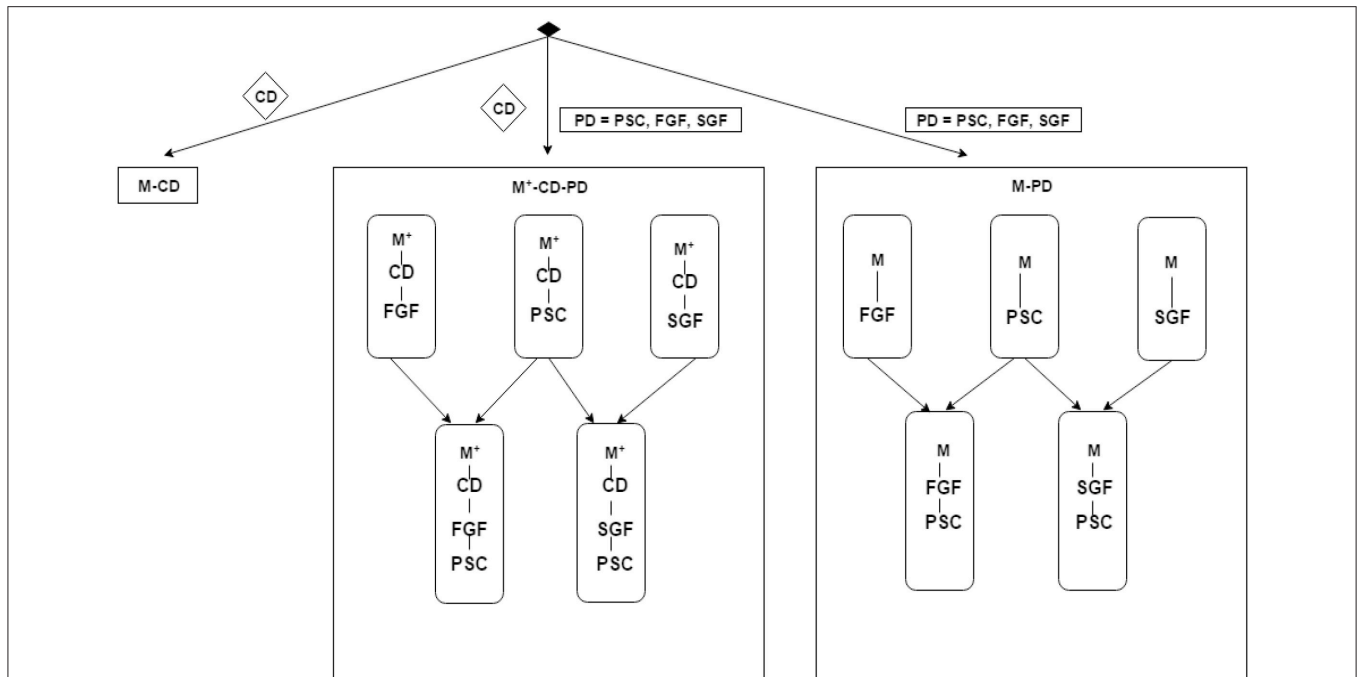 CD
CD
PD = PSC, FGF, SGF
PD = PSC, FGF, SGF
M-CD
M⁺-CD-PD
M⁺
CD
FGF
M⁺
CD
PSC
M⁺
CD
SGF
M⁺
CD
FGF
PSC
M⁺
CD
SGF
PSC
M-PD
M
FGF
M
PSC
M
SGF
M
FGF
PSC
M
SGF
PSC